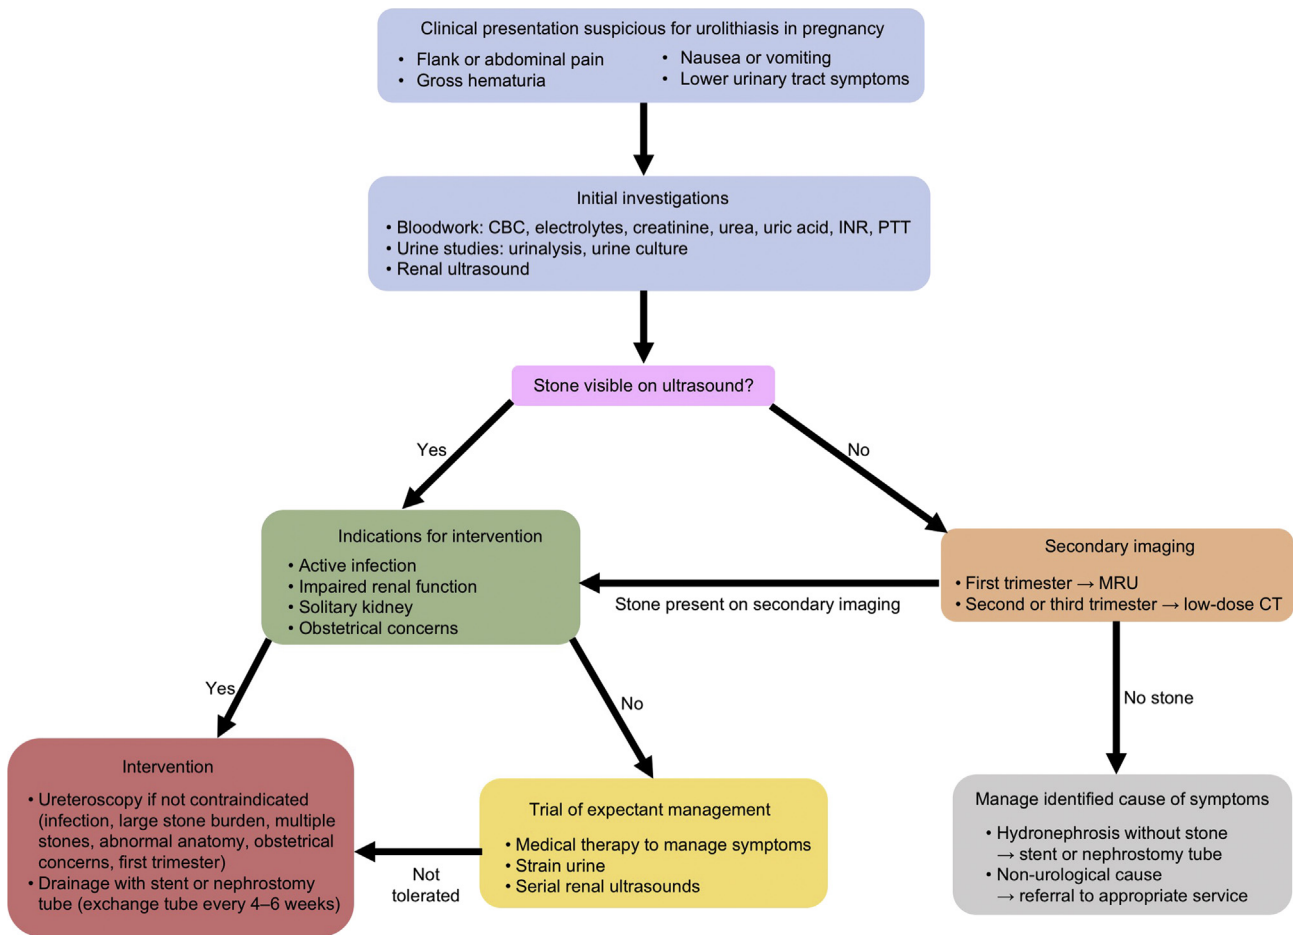 Clinical presentation suspicious for urolithiasis in pregnancy
• Flank or abdominal pain
• Gross hematuria
• Nausea or vomiting
• Lower urinary tract symptoms
Initial investigations
• Bloodwork: CBC, electrolytes, creatinine, urea, uric acid, INR, PTT
• Urine studies: urinalysis, urine culture
• Renal ultrasound
Stone visible on ultrasound?
Yes
No
Indications for intervention
• Active infection
• Impaired renal function
• Solitary kidney
• Obstetrical concerns
Secondary imaging
• First trimester → MRU
• Second or third trimester → low-dose CT
Stone present on secondary imaging
Yes
No
No stone
Intervention
• Ureteroscopy if not contraindicated
(infection, large stone burden, multiple
stones, abnormal anatomy, obstetrical
concerns, first trimester)
• Drainage with stent or nephrostomy
tube (exchange tube every 4–6 weeks)
Not
tolerated
Trial of expectant management
• Medical therapy to manage symptoms
• Strain urine
• Serial renal ultrasounds
Manage identified cause of symptoms
• Hydronephrosis without stone
→ stent or nephrostomy tube
• Non-urological cause
→ referral to appropriate service